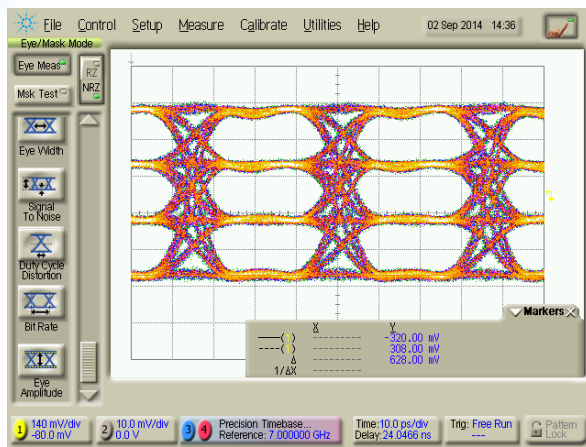 File Control Setup Measure Calibrate Utilities Help 02 Sep 2014 14:36
Eye/Mask Mode
Eye Meas
RZ
NRZ
Msk Test
Eye Width
Signal
To Noise
Duty Cycle
Distortion
Bit Rate
Eye
Amplitude
Markers
X Y
——( ) --------- -320.00 mV
----( ) --------- 308.00 mV
Δ --------- 628.00 mV
1/ΔX ---------
1 140 mV/div
-80.0 mV
2 10.0 mV/div
0.0 V
3 4 Precision Timebase...
Reference: 7.000000 GHz
Time:10.0 ps/div
Delay:24.0466 ns
Trig: Free Run
---
Pattern
Lock